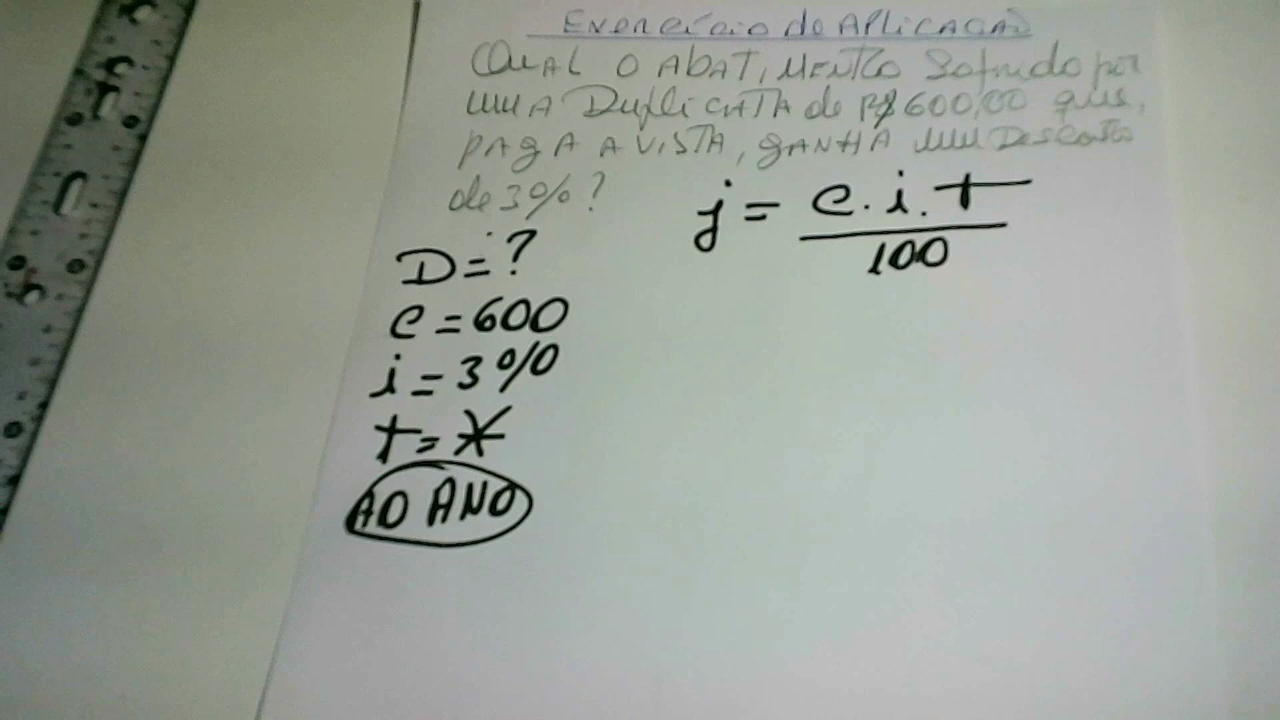 Exercício de Aplicação
Qual o abatimento sofrido por
uma Duplicata de R$600,00 que,
paga a vista, ganha um Desconto
de 3%?
j = c.i.t
100
D = ?
c = 600
i = 3%
t = *
AO ANO